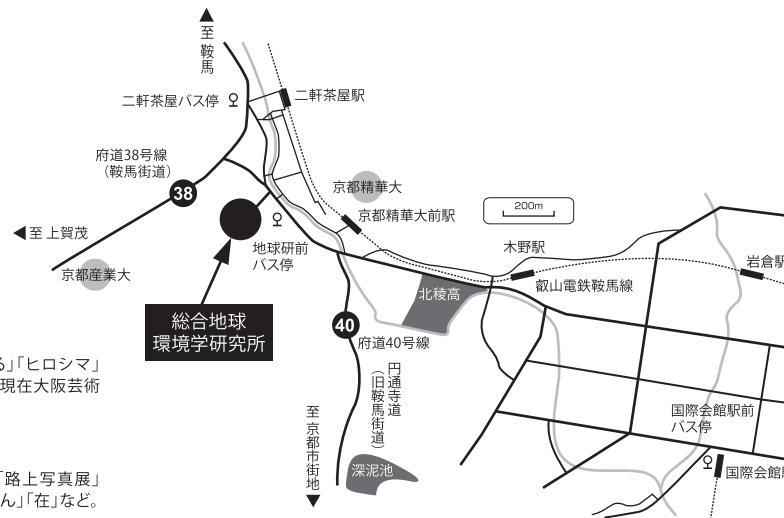 至 鞍馬
二軒茶屋バス停
二軒茶屋駅
府道38号線
（鞍馬街道）
38
京都精華大
京都精華大前駅
200m
至 上賀茂
地球研前
バス停
木野駅
岩倉駅
京都産業大
叡山電鉄鞍馬線
北稜高
総合地球
環境学研究所
40
府道40号線
円通寺道
（旧鞍馬街道）
る」「ヒロシマ」
現在大阪芸術
至 京都市街地
国際会館駅前
バス停
深泥池
国際会館
「路上写真展」
ん」「在」など。